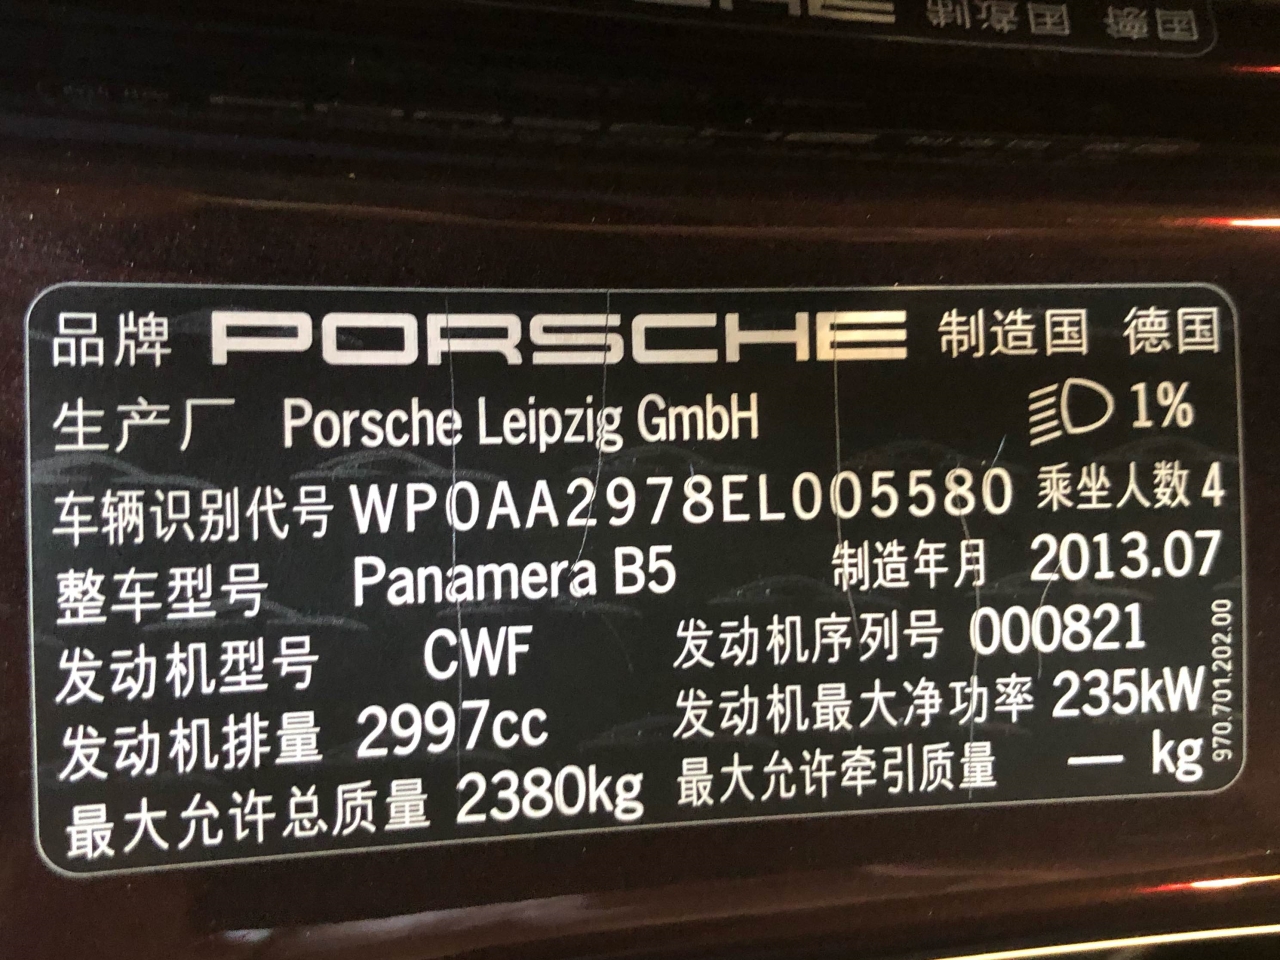 品牌 PORSCHE 制造国 德国
生产厂 Porsche Leipzig GmbH 1%
车辆识别代号 WP0AA2978EL005580 乘坐人数 4
整车型号 Panamera B5 制造年月 2013.07
发动机型号 CWF 发动机序列号 000821
发动机排量 2997cc 发动机最大净功率 235kW
最大允许总质量 2380kg 最大允许牵引质量 — kg
970.701.202.00